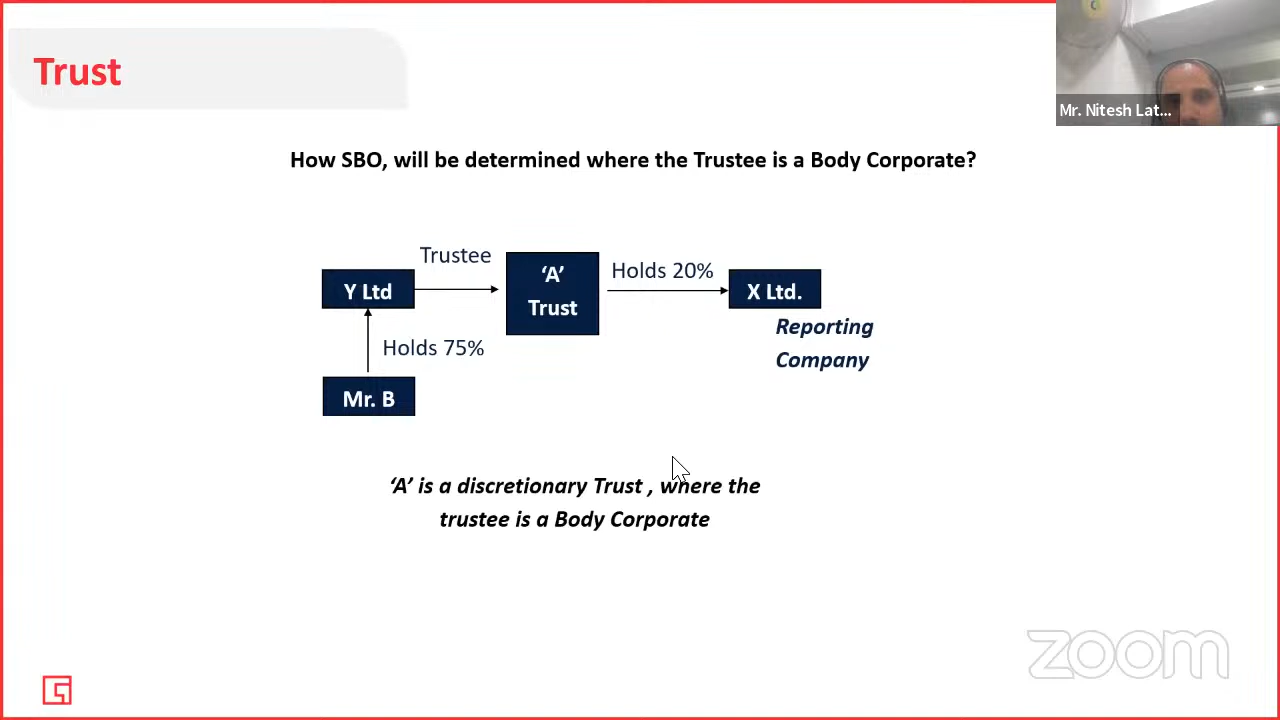 Trust
Mr. Nitesh Lat...
How SBO, will be determined where the Trustee is a Body Corporate?
Trustee
Y Ltd
‘A’
Trust
Holds 20%
X Ltd.
Reporting
Company
Holds 75%
Mr. B
‘A’ is a discretionary Trust , where the
trustee is a Body Corporate
zoom